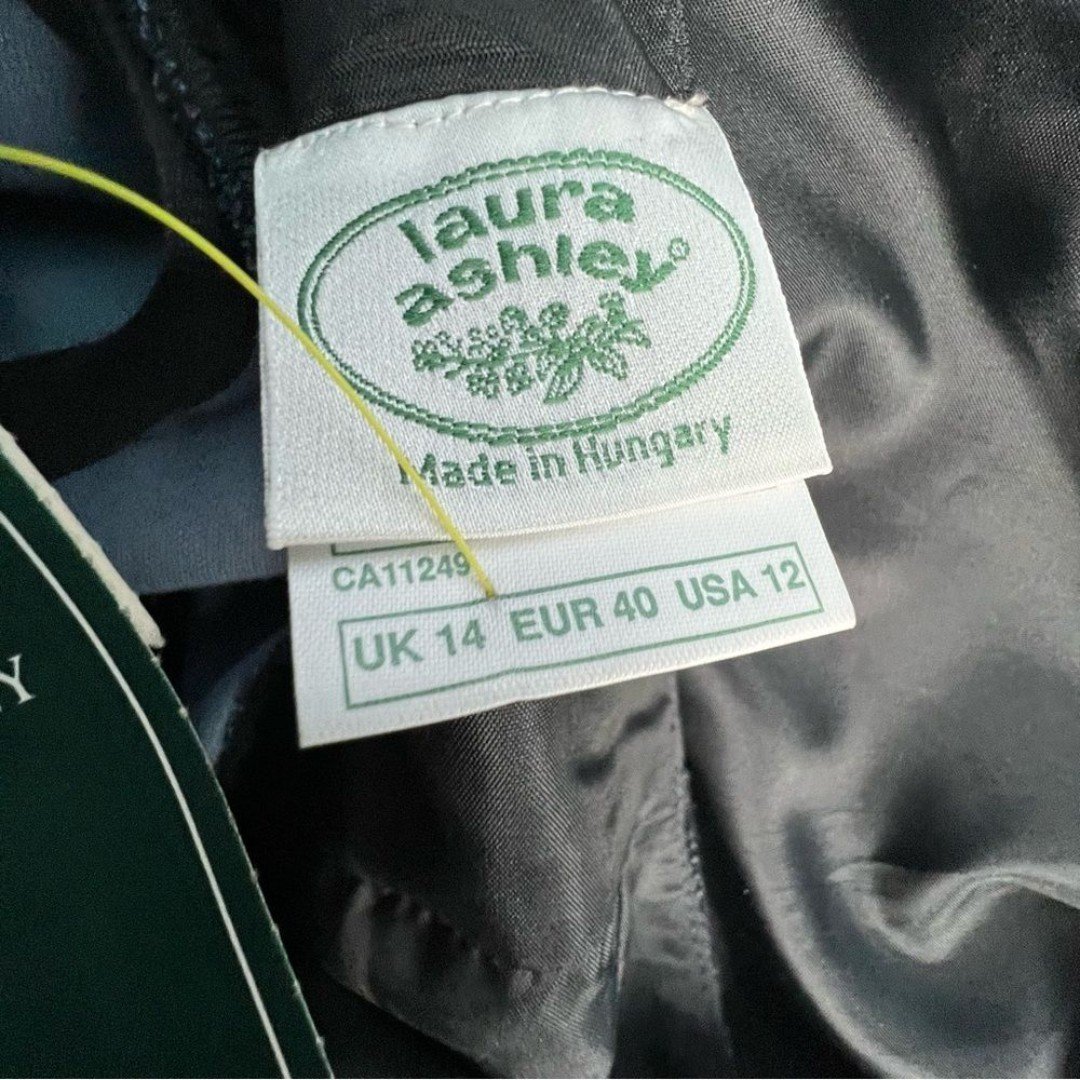 laura
ashley®
Made in Hungary
CA11249
UK 14 EUR 40 USA 12
Y